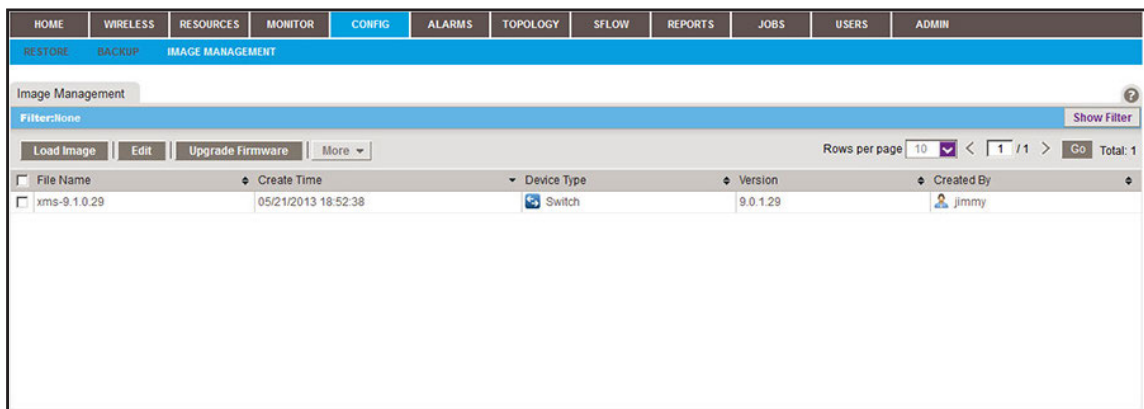 HOME WIRELESS RESOURCES MONITOR CONFIG ALARMS TOPOLOGY SFLOW REPORTS JOBS USERS ADMIN
RESTORE BACKUP IMAGE MANAGEMENT
Image Management ?
Filter:None Show Filter
Load Image Edit Upgrade Firmware More Rows per page 10 < 1 / 1 > Go Total: 1
File Name Create Time Device Type Version Created By
xms-9.1.0.29 05/21/2013 18:52:38 Switch 9.0.1.29 jimmy